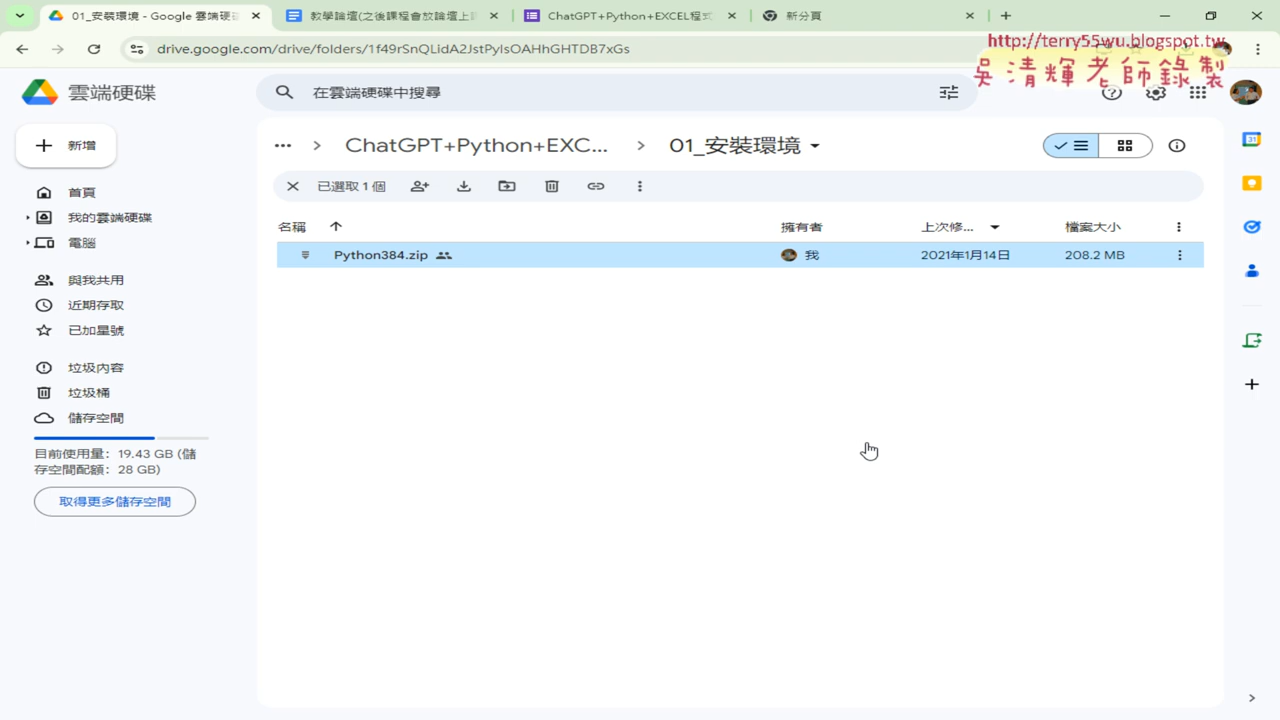 01_安裝環境 - Google 雲端硬碟
教學論壇(之後課程會放論壇上
ChatGPT+Python+EXCEL程式
新分頁
drive.google.com/drive/folders/1f49rSnQLidA2JstPyIsOAHhGHTDB7xGs
http://terry55wu.blogspot.tw
吳清輝老師錄製
雲端硬碟
在雲端硬碟中搜尋
新增
ChatGPT+Python+EXC...
01_安裝環境
已選取 1 個
首頁
我的雲端硬碟
電腦
與我共用
近期存取
已加星號
垃圾內容
垃圾桶
儲存空間
目前使用量: 19.43 GB (儲
存空間配額: 28 GB)
取得更多儲存空間
名稱
擁有者
上次修...
檔案大小
Python384.zip
我
2021年1月14日
208.2 MB
31